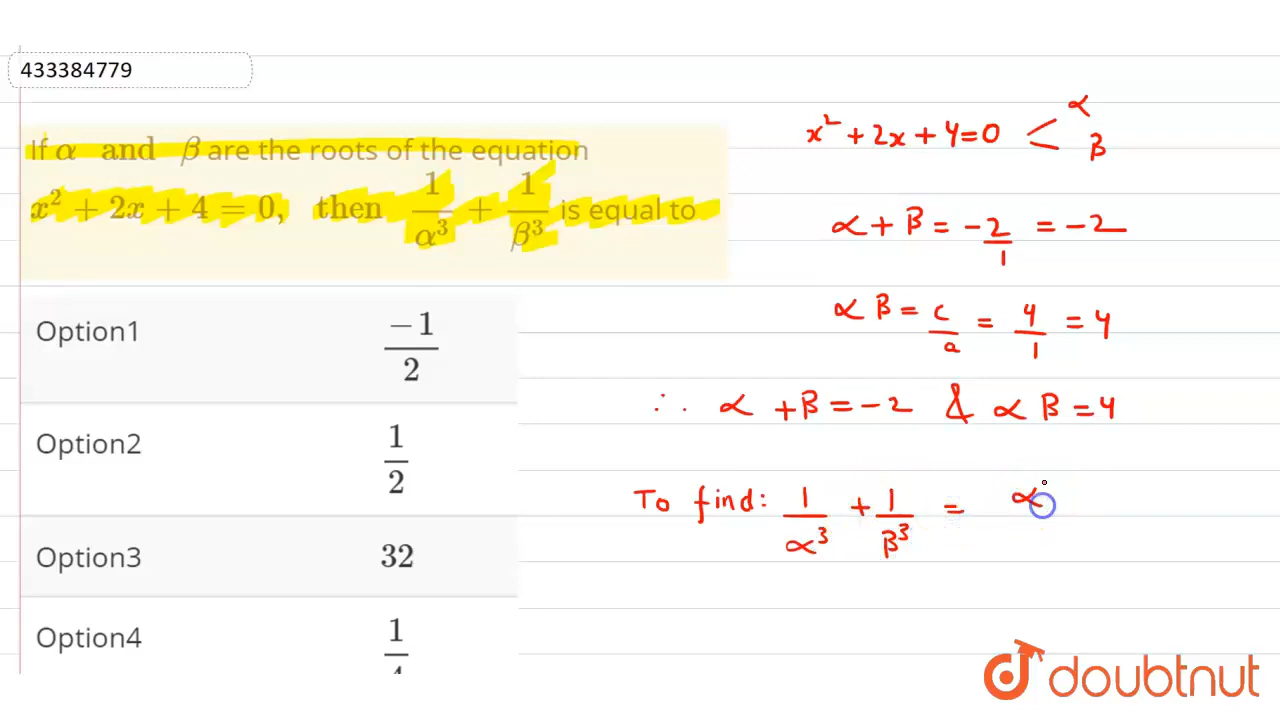 433384779
If α and β are the roots of the equation
x² + 2x + 4 = 0, then 1/α³ + 1/β³ is equal to
Option1 -1/2
Option2 1/2
Option3 32
Option4 1/4
x² + 2x + 4 = 0 < α β
α + β = -2/1 = -2
α β = c/a = 4/1 = 4
∴ α + β = -2 & α β = 4
To find: 1/α³ + 1/β³ = α
doubtnut